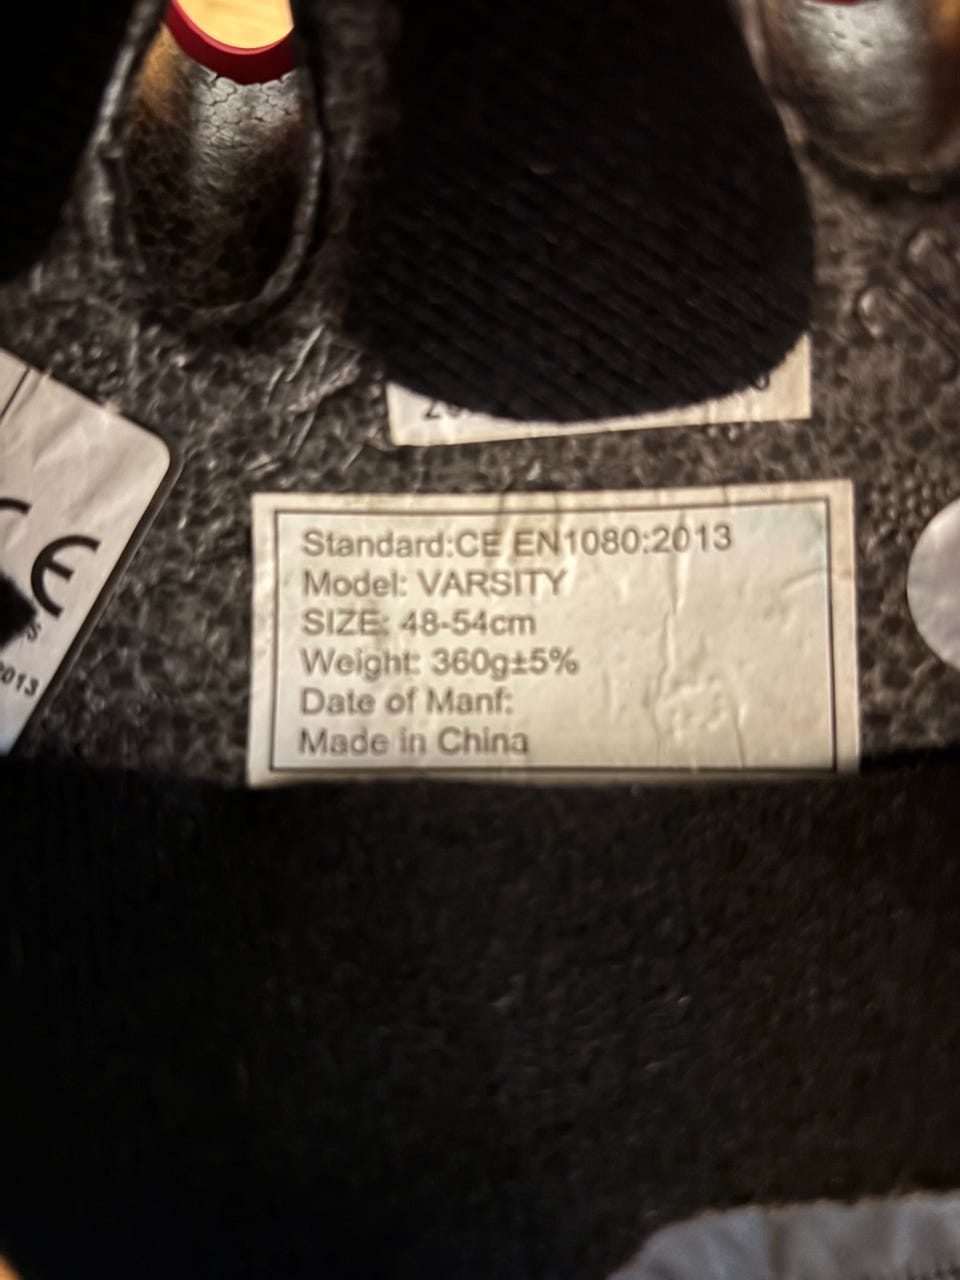 Standard:CE EN1080:2013
Model: VARSITY
SIZE: 48-54cm
Weight: 360g±5%
Date of Manf:
Made in China
CE
2013